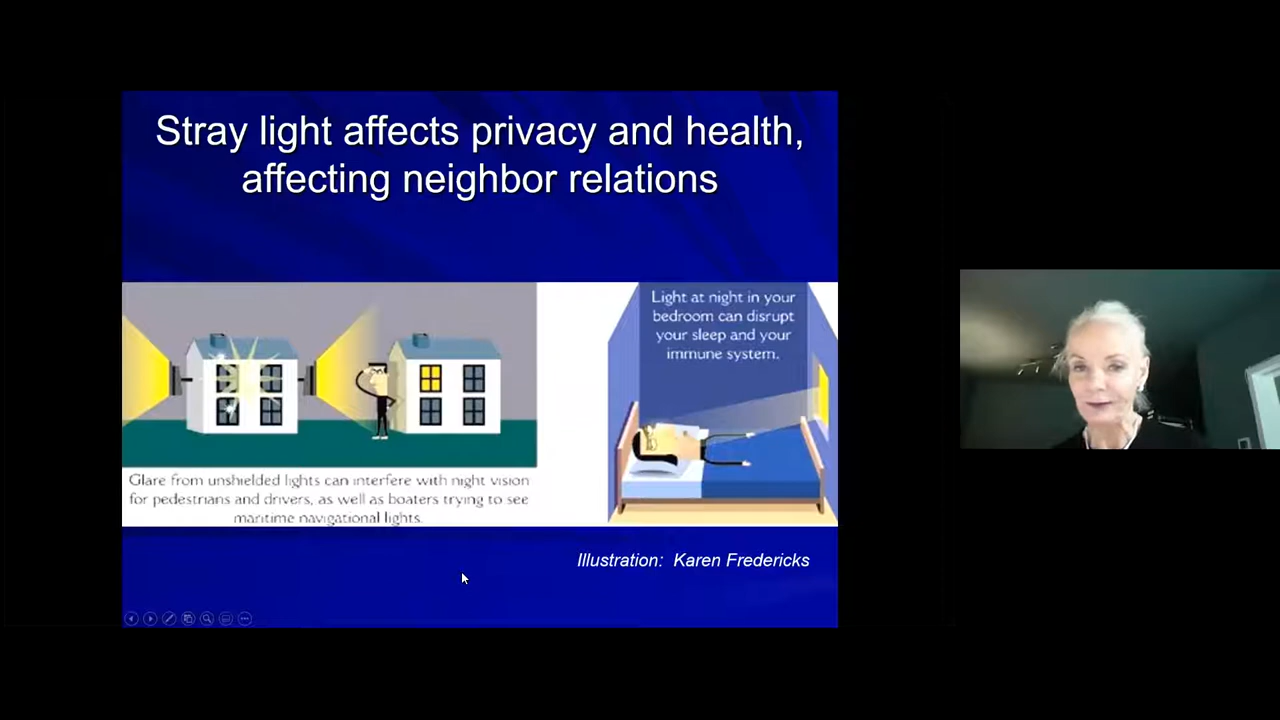 Stray light affects privacy and health,
affecting neighbor relations
Glare from unshielded lights can interfere with night vision
for pedestrians and drivers, as well as boaters trying to see
maritime navigational lights.
Light at night in your
bedroom can disrupt
your sleep and your
immune system.
Illustration: Karen Fredericks